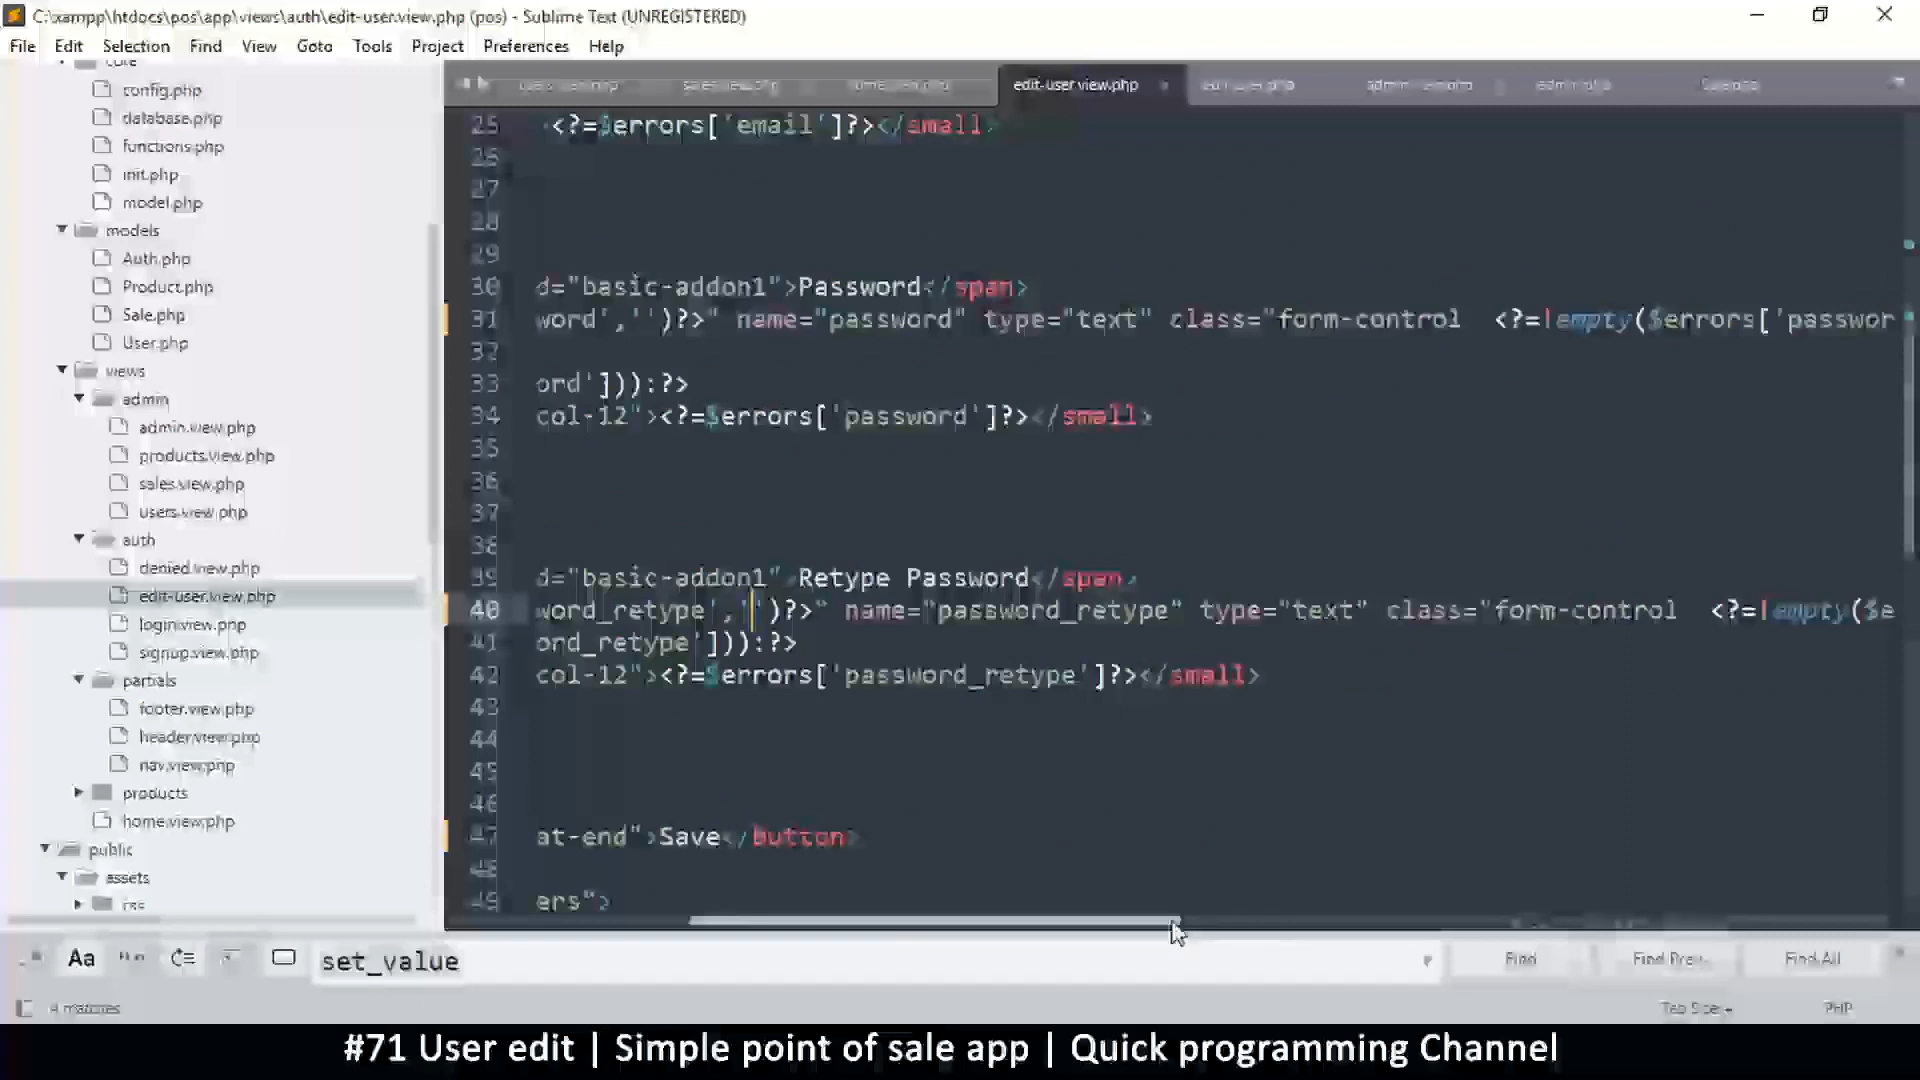 C:\xampp\htdocs\pos\app\views\auth\edit-user.view.php (pos) - Sublime Text (UNREGISTERED)
File Edit Selection Find View Goto Tools Project Preferences Help
core
config.php
database.php
functions.php
init.php
model.php
models
Auth.php
Product.php
Sale.php
User.php
views
admin
admin.view.php
products.view.php
sales.view.php
users.view.php
auth
denied.view.php
edit-user.view.php
login.view.php
signup.view.php
partials
footer.view.php
header.view.php
nav.view.php
products
home.view.php
public
assets
css
edit-user.view.php
25 <?=$errors['email']?></small>
26
27
28
29
30 d="basic-addon1">Password</span>
31 word','')?>" name="password" type="text" class="form-control <?=!empty($errors['passwor
32
33 ord'])):?>
34 col-12"><?=$errors['password']?></small>
35
36
37
38
39 d="basic-addon1">Retype Password</span>
40 word_retype','')?>" name="password_retype" type="text" class="form-control <?=!empty($e
41 ord_retype'])):?>
42 col-12"><?=$errors['password_retype']?></small>
43
44
45
46
47 at-end">Save</button>
48
49 ers">
Aa set_value Find Find Prev Find All
4 matches PHP
#71 User edit | Simple point of sale app | Quick programming Channel